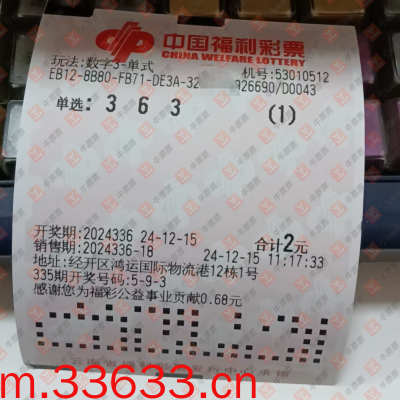 中国福利彩票
CHINA WELFARE LOTTERY
玩法:数字3-单式 机号:53010512
EB12-8B80-FB71-DE3A-32 926690/D0043
单选: 3 6 3 (1)
开奖期:2024336 24-12-15 合计2元
销售期:2024336-18 24-12-15 11:17:33
地址:经开区鸿运国际物流港12栋1号
335期开奖号码:5-9-3
感谢您为福彩公益事业贡献0.68元
m.33633.cn